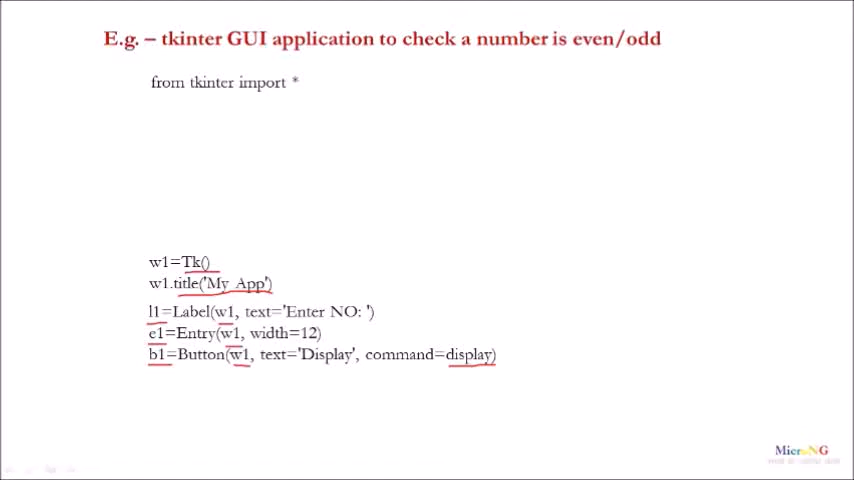 E.g. – tkinter GUI application to check a number is even/odd
from tkinter import *
w1=Tk()
w1.title('My App')
l1=Label(w1, text='Enter NO: ')
e1=Entry(w1, width=12)
b1=Button(w1, text='Display', command=display)
MicroNG